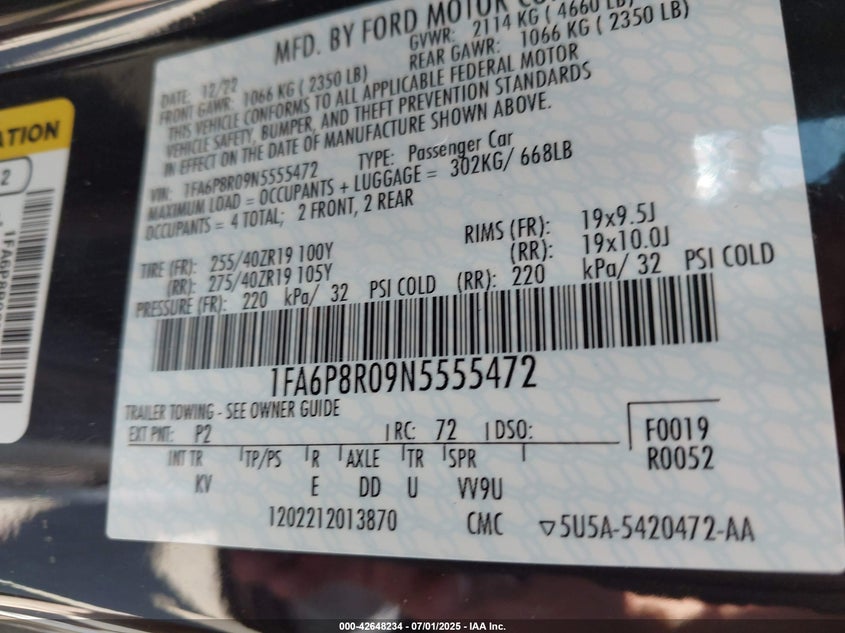 MFD. BY FORD MOTOR CO
DATE: 12/22 GVWR: 2114 KG ( 4660 LB)
FRONT GAWR: 1066 KG ( 2350 LB) REAR GAWR: 1066 KG ( 2350 LB)
THIS VEHICLE CONFORMS TO ALL APPLICABLE FEDERAL MOTOR
VEHICLE SAFETY, BUMPER, AND THEFT PREVENTION STANDARDS
IN EFFECT ON THE DATE OF MANUFACTURE SHOWN ABOVE.
VIN: 1FA6P8R09N5555472 TYPE: Passenger Car
MAXIMUM LOAD = OCCUPANTS + LUGGAGE = 302KG/ 668LB
OCCUPANTS = 4 TOTAL; 2 FRONT, 2 REAR
TIRE (FR): 255/40ZR19 100Y RIMS (FR): 19x9.5J
(RR): 275/40ZR19 105Y (RR): 19x10.0J
PRESSURE (FR): 220 kPa/ 32 PSI COLD (RR): 220 kPa/ 32 PSI COLD
1FA6P8R09N5555472
TRAILER TOWING - SEE OWNER GUIDE
EXT PNT: P2 RC: 72 DSO: F0019
INT TR TP/PS R AXLE TR SPR R0052
KV E DD U VV9U
1202212013870 CMC 5U5A-5420472-AA
ATION
2
000-42648234 - 07/01/2025 - IAA Inc.